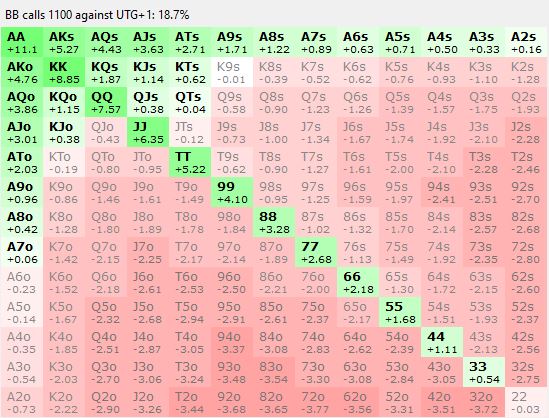 BB calls 1100 against UTG+1: 18.7%
AA AKs AQs AJs ATs A9s A8s A7s A6s A5s A4s A3s A2s
+11.1 +5.27 +4.43 +3.63 +2.71 +1.71 +1.22 +0.89 +0.63 +0.71 +0.50 +0.33 +0.16
AKo KK KQs KJs KTs K9s K8s K7s K6s K5s K4s K3s K2s
+4.76 +8.85 +1.87 +1.14 +0.62 -0.01 -0.39 -0.52 -0.62 -0.76 -0.93 -1.10 -1.28
AQo KQo QQ QJs QTs Q9s Q8s Q7s Q6s Q5s Q4s Q3s Q2s
+3.86 +1.15 +7.57 +0.38 +0.04 -0.58 -0.90 -1.23 -1.26 -1.39 -1.57 -1.75 -1.93
AJo KJo QJo JJ JTs J9s J8s J7s J6s J5s J4s J3s J2s
+3.01 +0.38 -0.43 +6.35 -0.12 -0.73 -1.00 -1.34 -1.67 -1.74 -1.92 -2.10 -2.28
ATo KTo QTo JTo TT T9s T8s T7s T6s T5s T4s T3s T2s
+2.03 -0.19 -0.80 -0.95 +5.22 -0.62 -0.90 -1.27 -1.61 -2.00 -2.10 -2.28 -2.46
A9o K9o Q9o J9o T9o 99 98s 97s 96s 95s 94s 93s 92s
+0.96 -0.86 -1.46 -1.61 -1.49 +4.10 -0.95 -1.25 -1.59 -1.97 -2.41 -2.51 -2.70
A8o K8o Q8o J8o T8o 98o 88 87s 86s 85s 84s 83s 82s
+0.42 -1.28 -1.80 -1.89 -1.78 -1.84 +3.28 -1.02 -1.32 -1.70 -2.14 -2.57 -2.68
A7o K7o Q7o J7o T7o 97o 87o 77 76s 75s 74s 73s 72s
+0.06 -1.42 -2.15 -2.25 -2.17 -2.14 -1.89 +2.68 -1.13 -1.49 -1.92 -2.35 -2.80
A6o K6o Q6o J6o T6o 96o 86o 76o 66 65s 64s 63s 62s
-0.23 -1.52 -2.18 -2.61 -2.53 -2.50 -2.21 -2.00 +2.18 -1.30 -1.72 -2.15 -2.60
A5o K5o Q5o J5o T5o 95o 85o 75o 65o 55 54s 53s 52s
-0.14 -1.67 -2.32 -2.68 -2.94 -2.91 -2.61 -2.37 -2.17 +1.68 -1.51 -1.93 -2.37
A4o K4o Q4o J4o T4o 94o 84o 74o 64o 54o 44 43s 42s
-0.35 -1.85 -2.51 -2.87 -3.05 -3.37 -3.08 -2.83 -2.62 -2.39 +1.11 -2.13 -2.56
A3o K3o Q3o J3o T3o 93o 83o 73o 63o 53o 43o 33 32s
-0.54 -2.03 -2.70 -3.06 -3.24 -3.48 -3.54 -3.30 -3.08 -2.84 -3.05 +0.54 -2.75
A2o K2o Q2o J2o T2o 92o 82o 72o 62o 52o 42o 32o 22
-0.73 -2.22 -2.90 -3.26 -3.44 -3.68 -3.65 -3.77 -3.56 -3.31 -3.51 -3.72 -0.03